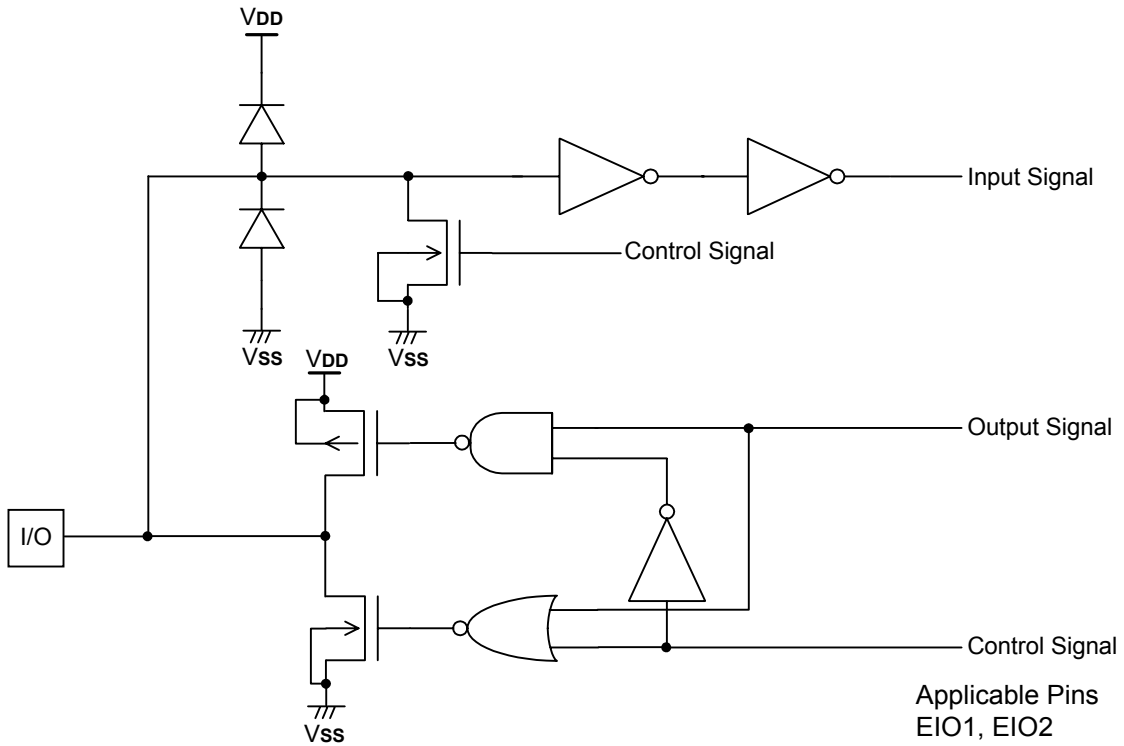 VDD
Input Signal
Control Signal
VSS
VSS
VDD
Output Signal
I/O
Control Signal
VSS
Applicable Pins
EIO1, EIO2